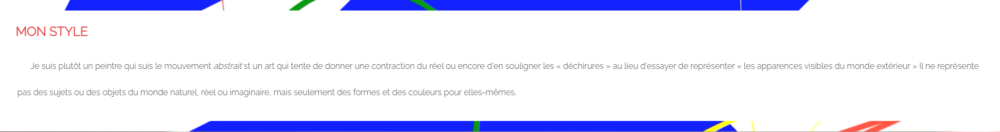 MON STYLE
Je suis plutôt un peintre qui suis le mouvement abstrait st un art qui tente de donner une contraction du réel ou encore d'en souligner les « déchirures » au lieu d'essayer de représenter « les apparences visibles du monde extérieur » Il ne représente
pas des sujets ou des objets du monde naturel, réel ou imaginaire, mais seulement des formes et des couleurs pour elles-mêmes.